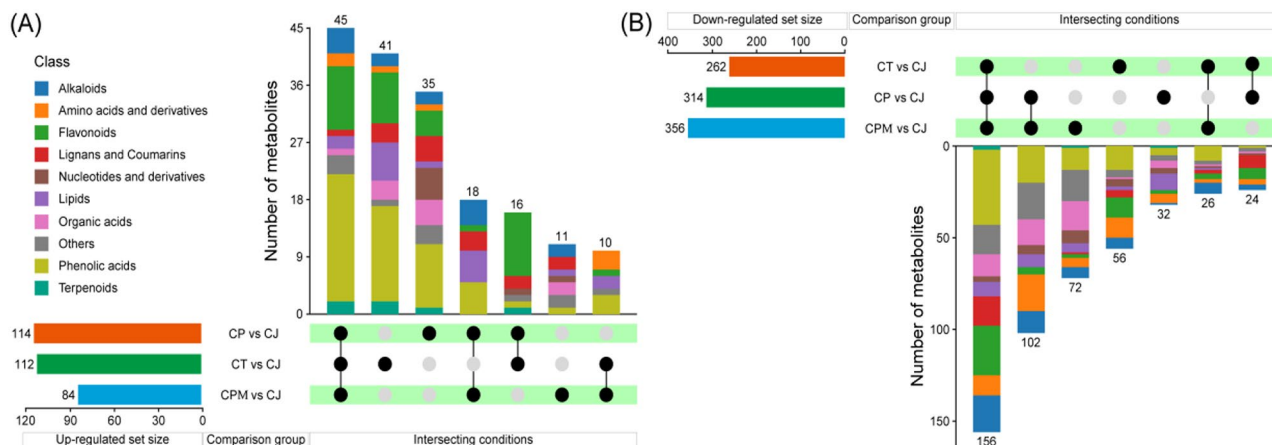 (A)
Class
Alkaloids
Amino acids and derivatives
Flavonoids
Lignans and Coumarins
Nucleotides and derivatives
Lipids
Organic acids
Others
Phenolic acids
Terpenoids
Number of metabolites
45
36
27
18
9
0
45
41
35
18
16
11
10
114
112
84
CP vs CJ
CT vs CJ
CPM vs CJ
120 90 60 30 0
Up-regulated set size Comparison group Intersecting conditions
(B)
Down-regulated set size Comparison group Intersecting conditions
400 300 200 100 0
262
314
356
CT vs CJ
CP vs CJ
CPM vs CJ
Number of metabolites
0
50
100
150
156
102
72
56
32
26
24